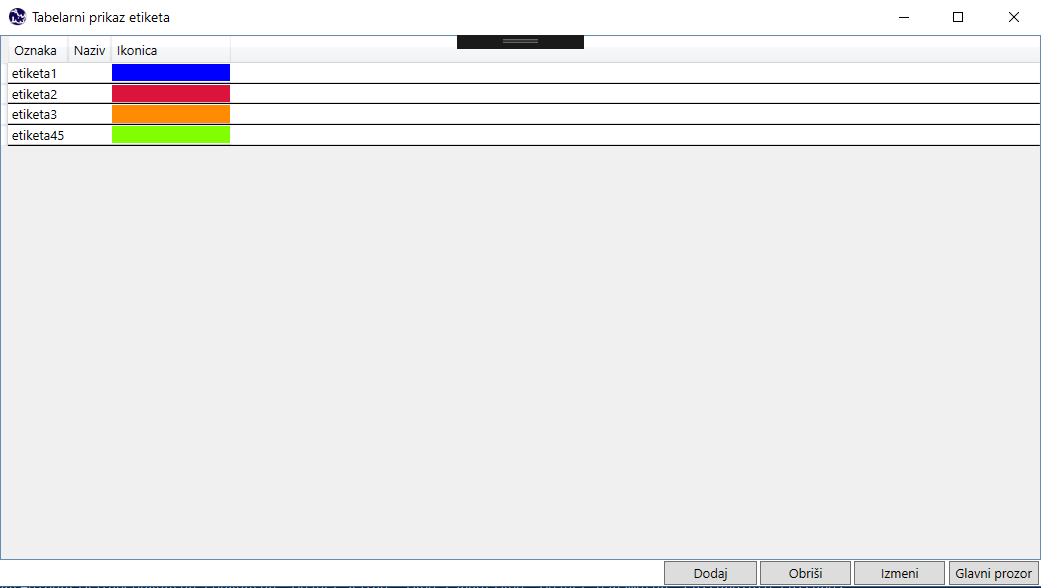 Tabelarni prikaz etiketa
Oznaka Naziv Ikonica
etiketa1
etiketa2
etiketa3
etiketa45
Dodaj Obriši Izmeni Glavni prozor